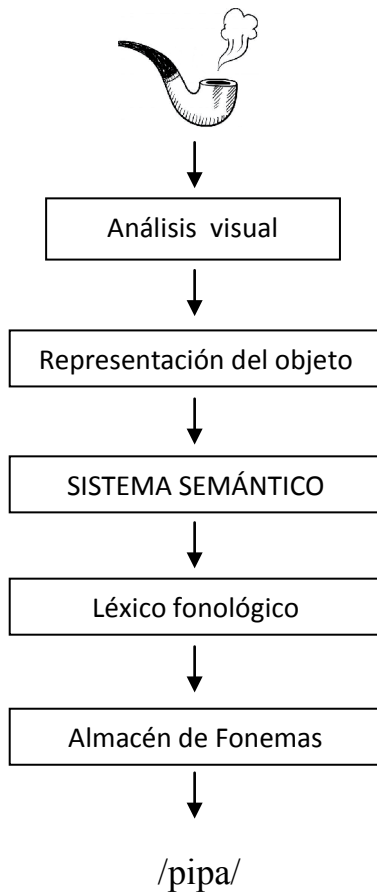 Análisis visual
Representación del objeto
SISTEMA SEMÁNTICO
Léxico fonológico
Almacén de Fonemas
/pipa/